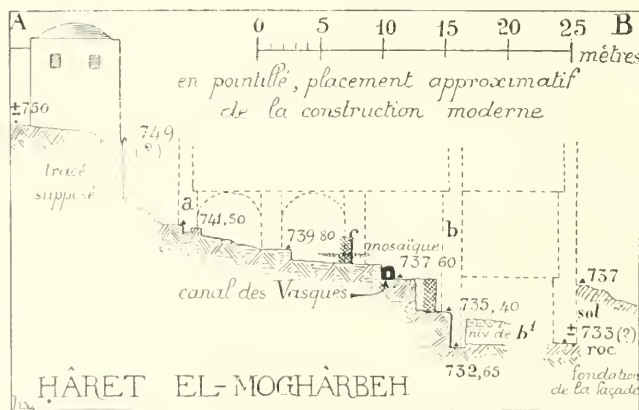 A
0 5 10 15 20 25 B
mètres
en pointillé, placement approximatif
de la construction moderne
± 750
749
(?)
tracé
supposé
a
741,50
739 80
c
mosaïque
b
737 60
canal des Vasques
735, 40
niv de b¹
732,65
737
sol
± 733 (?)
roc
fondation
de la façade
ḤÂRET EL-MOGHÀRBEH